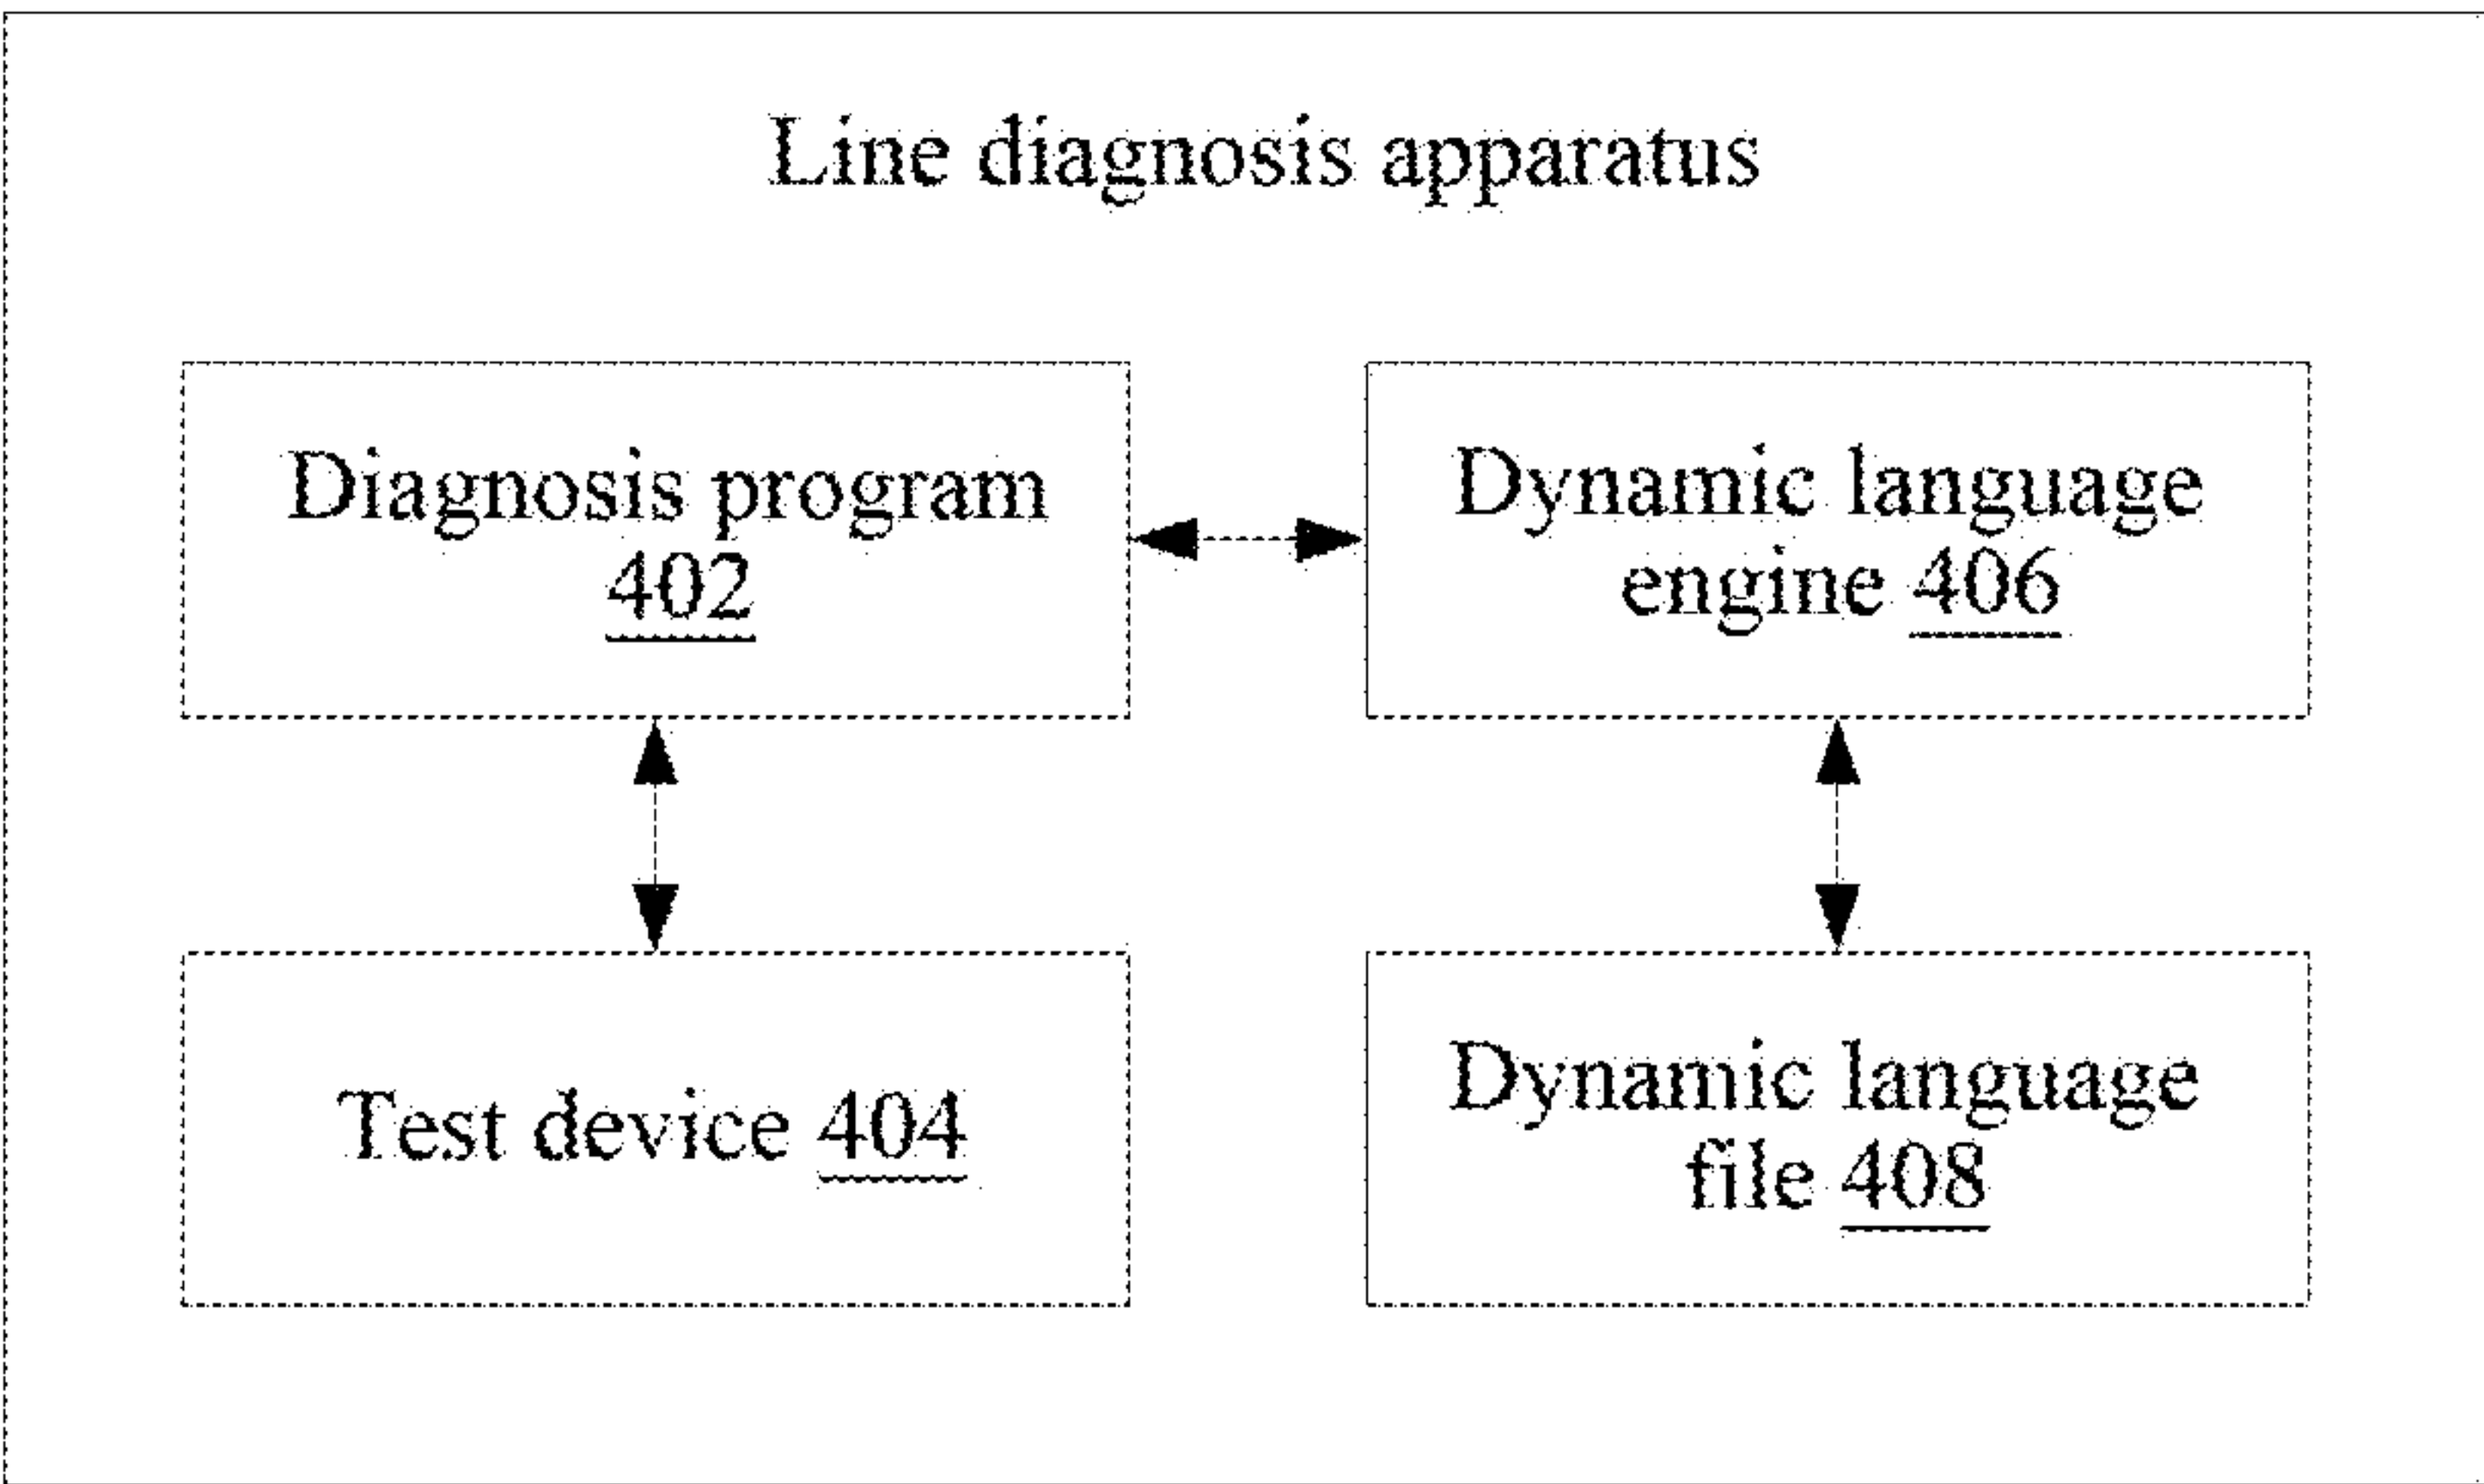 Line diagnosis apparatus
Diagnosis program
402
Dynamic language
engine 406
Test device 404
Dynamic language
file 408